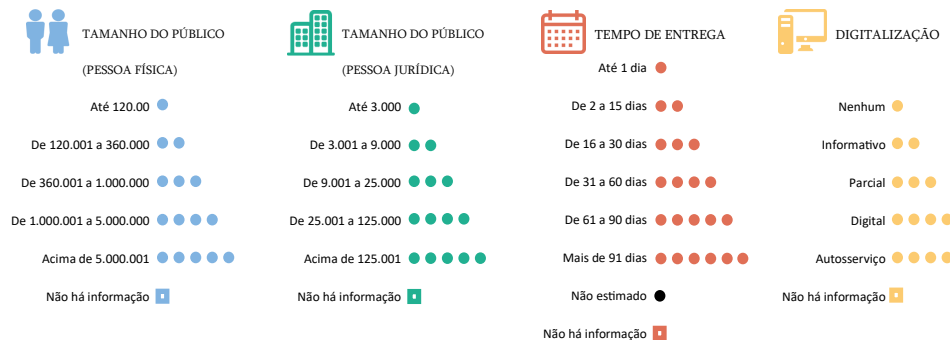 TAMANHO DO PÚBLICO
(PESSOA FÍSICA)
Até 120.00
De 120.001 a 360.000
De 360.001 a 1.000.000
De 1.000.001 a 5.000.000
Acima de 5.000.001
Não há informação
TAMANHO DO PÚBLICO
(PESSOA JURÍDICA)
Até 3.000
De 3.001 a 9.000
De 9.001 a 25.000
De 25.001 a 125.000
Acima de 125.001
Não há informação
TEMPO DE ENTREGA
Até 1 dia
De 2 a 15 dias
De 16 a 30 dias
De 31 a 60 dias
De 61 a 90 dias
Mais de 91 dias
Não estimado
Não há informação
DIGITALIZAÇÃO
Nenhum
Informativo
Parcial
Digital
Autosserviço
Não há informação